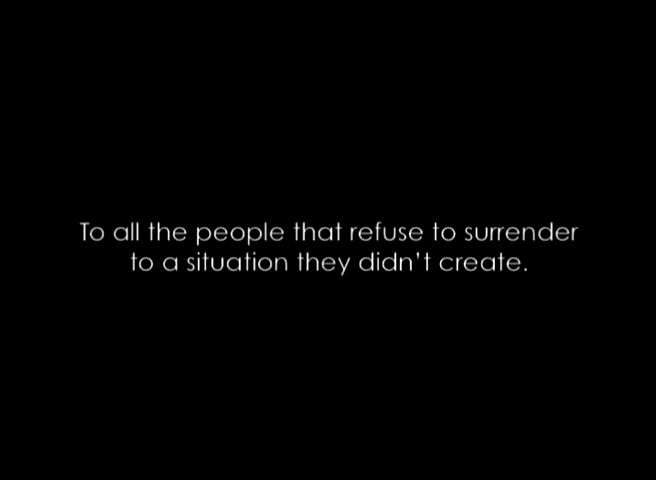 To all the people that refuse to surrender
to a situation they didn't create.